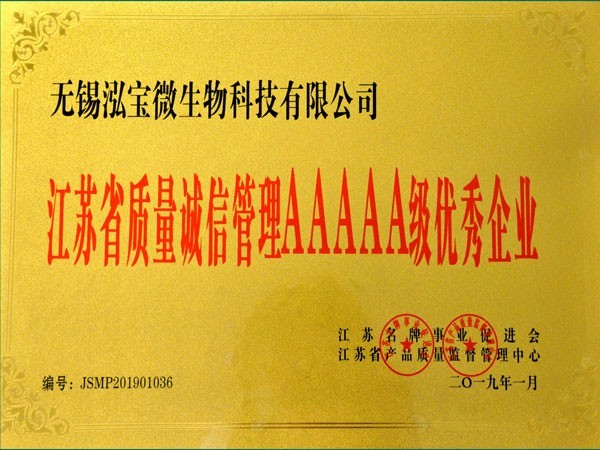 无锡泓宝微生物科技有限公司
江苏省质量诚信管理AAAAA级优秀企业
江苏名牌事业促进会
江苏省产品质量监督管理中心
编号：JSMP201901036
二〇一九年一月